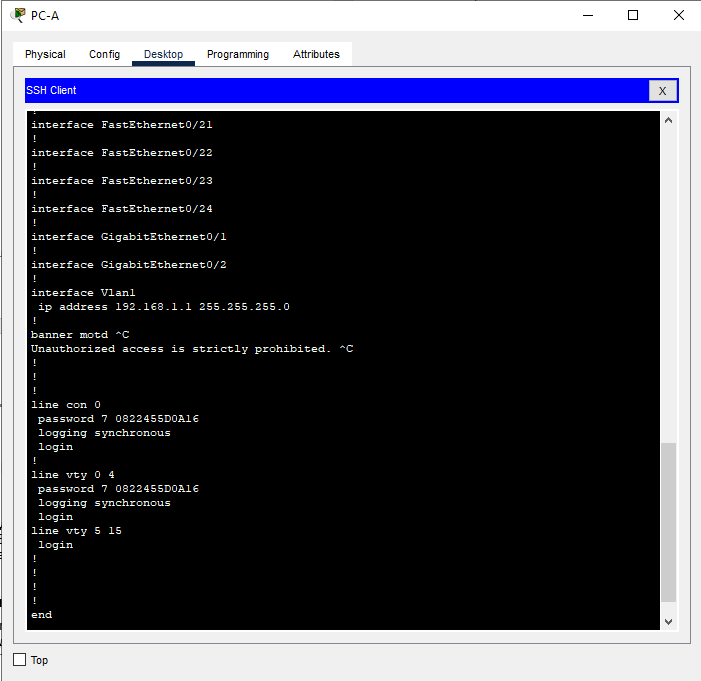 PC-A
Physical Config Desktop Programming Attributes
SSH Client X
!
interface FastEthernet0/21
!
interface FastEthernet0/22
!
interface FastEthernet0/23
!
interface FastEthernet0/24
!
interface GigabitEthernet0/1
!
interface GigabitEthernet0/2
!
interface Vlan1
 ip address 192.168.1.1 255.255.255.0
!
banner motd ^C
Unauthorized access is strictly prohibited. ^C
!
!
!
line con 0
 password 7 0822455D0A16
 logging synchronous
 login
!
line vty 0 4
 password 7 0822455D0A16
 logging synchronous
 login
line vty 5 15
 login
!
!
!
!
end
Top